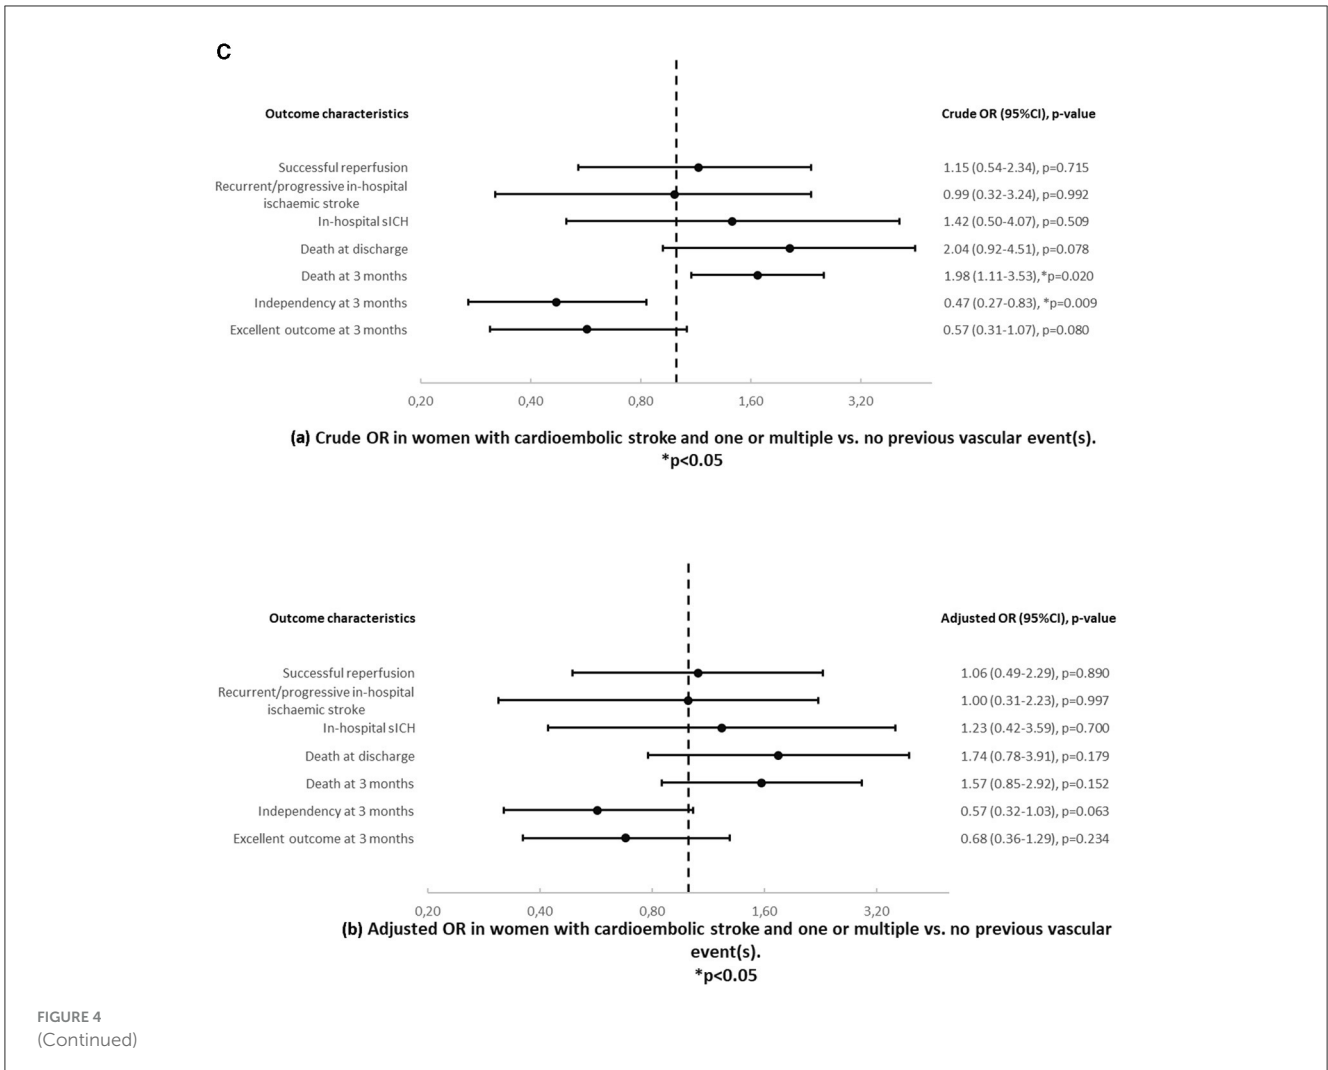 C
Outcome characteristics Crude OR (95%CI), p-value
Successful reperfusion 1.15 (0.54-2.34), p=0.715
Recurrent/progressive in-hospital
ischaemic stroke 0.99 (0.32-3.24), p=0.992
In-hospital sICH 1.42 (0.50-4.07), p=0.509
Death at discharge 2.04 (0.92-4.51), p=0.078
Death at 3 months 1.98 (1.11-3.53),*p=0.020
Independency at 3 months 0.47 (0.27-0.83), *p=0.009
Excellent outcome at 3 months 0.57 (0.31-1.07), p=0.080
0,20 0,40 0,80 1,60 3,20
(a) Crude OR in women with cardioembolic stroke and one or multiple vs. no previous vascular event(s).
*p<0.05
Outcome characteristics Adjusted OR (95%CI), p-value
Successful reperfusion 1.06 (0.49-2.29), p=0.890
Recurrent/progressive in-hospital
ischaemic stroke 1.00 (0.31-2.23), p=0.997
In-hospital sICH 1.23 (0.42-3.59), p=0.700
Death at discharge 1.74 (0.78-3.91), p=0.179
Death at 3 months 1.57 (0.85-2.92), p=0.152
Independency at 3 months 0.57 (0.32-1.03), p=0.063
Excellent outcome at 3 months 0.68 (0.36-1.29), p=0.234
0,20 0,40 0,80 1,60 3,20
(b) Adjusted OR in women with cardioembolic stroke and one or multiple vs. no previous vascular
event(s).
*p<0.05
FIGURE 4
(Continued)